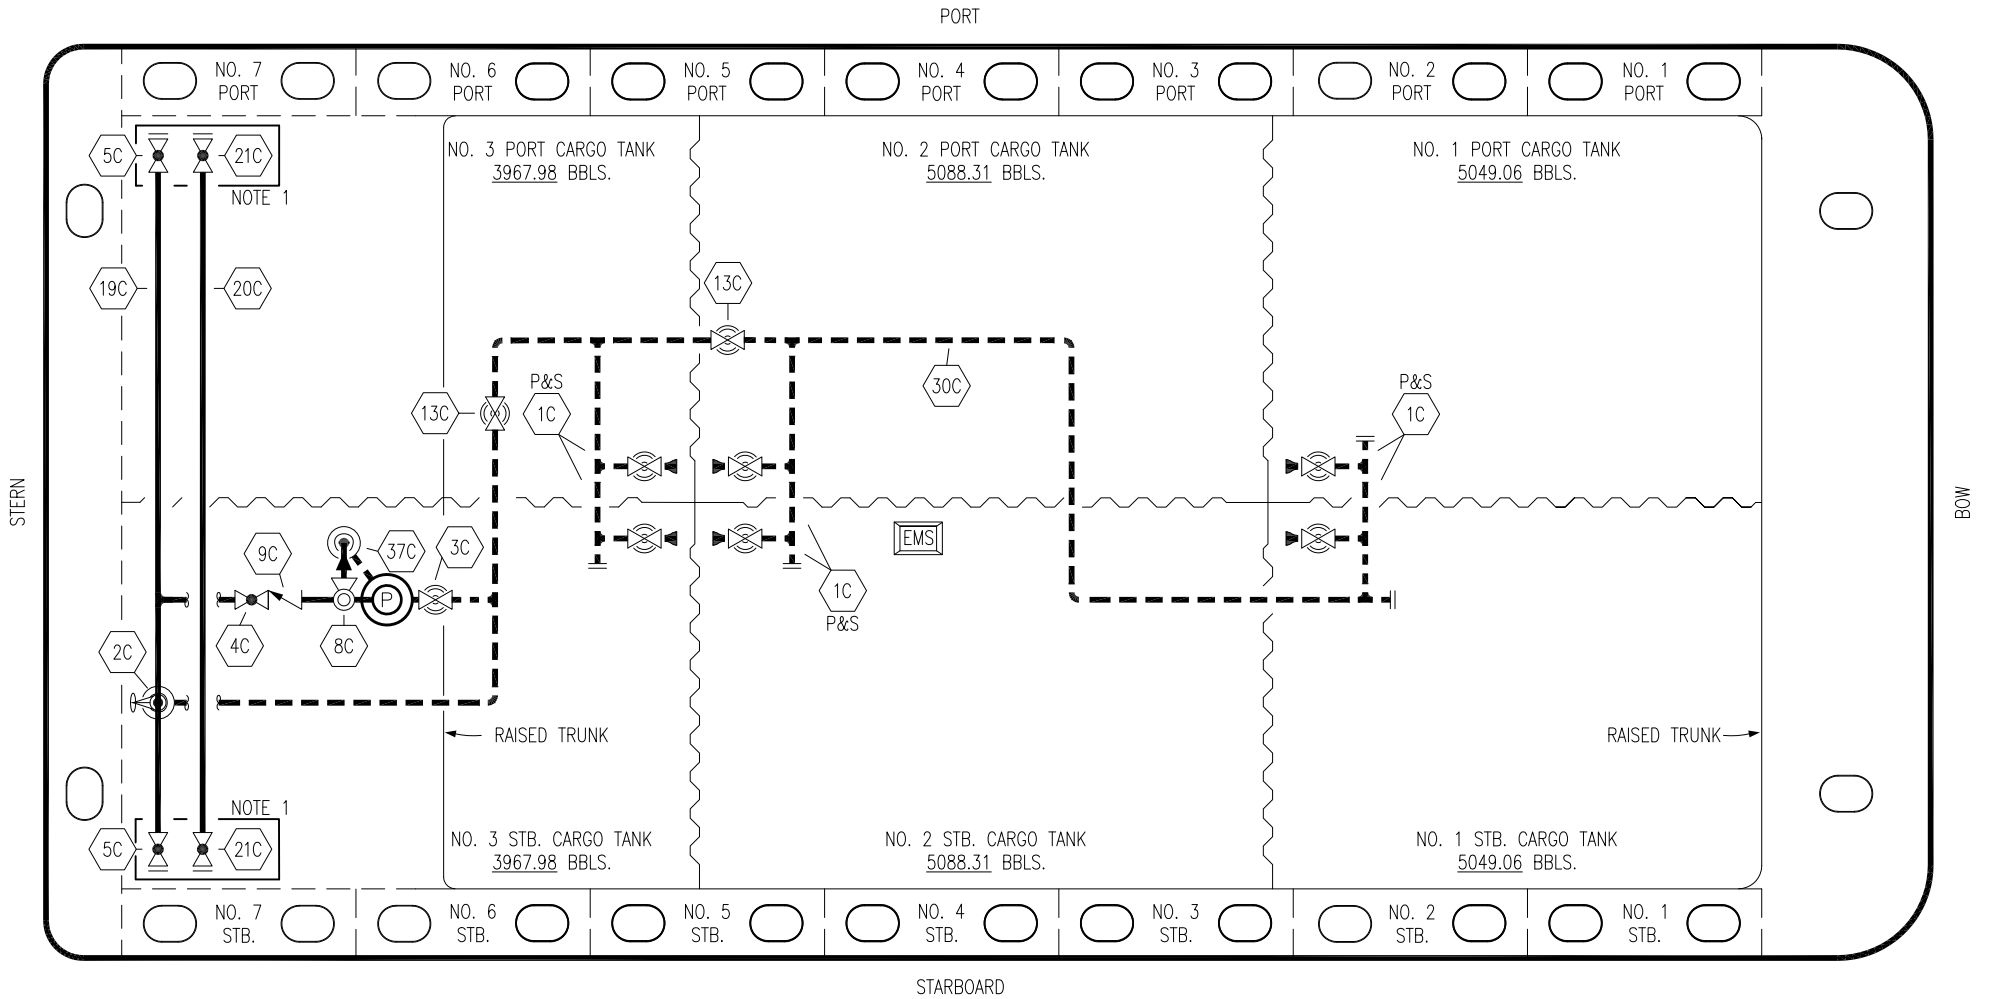 PORT
NO. 7
PORT
NO. 6
PORT
NO. 5
PORT
NO. 4
PORT
NO. 3
PORT
NO. 2
PORT
NO. 1
PORT
5C
21C
NOTE 1
NO. 3 PORT CARGO TANK
3967.98 BBLS.
NO. 2 PORT CARGO TANK
5088.31 BBLS.
NO. 1 PORT CARGO TANK
5049.06 BBLS.
19C
20C
13C
30C
P&S
1C
13C
P&S
1C
STERN
BOW
EMS
9C
37C
3C
P
1C
P&S
2C
4C
8C
RAISED TRUNK
RAISED TRUNK
NOTE 1
5C
21C
NO. 3 STB. CARGO TANK
3967.98 BBLS.
NO. 2 STB. CARGO TANK
5088.31 BBLS.
NO. 1 STB. CARGO TANK
5049.06 BBLS.
NO. 7
STB.
NO. 6
STB.
NO. 5
STB.
NO. 4
STB.
NO. 3
STB.
NO. 2
STB.
NO. 1
STB.
STARBOARD